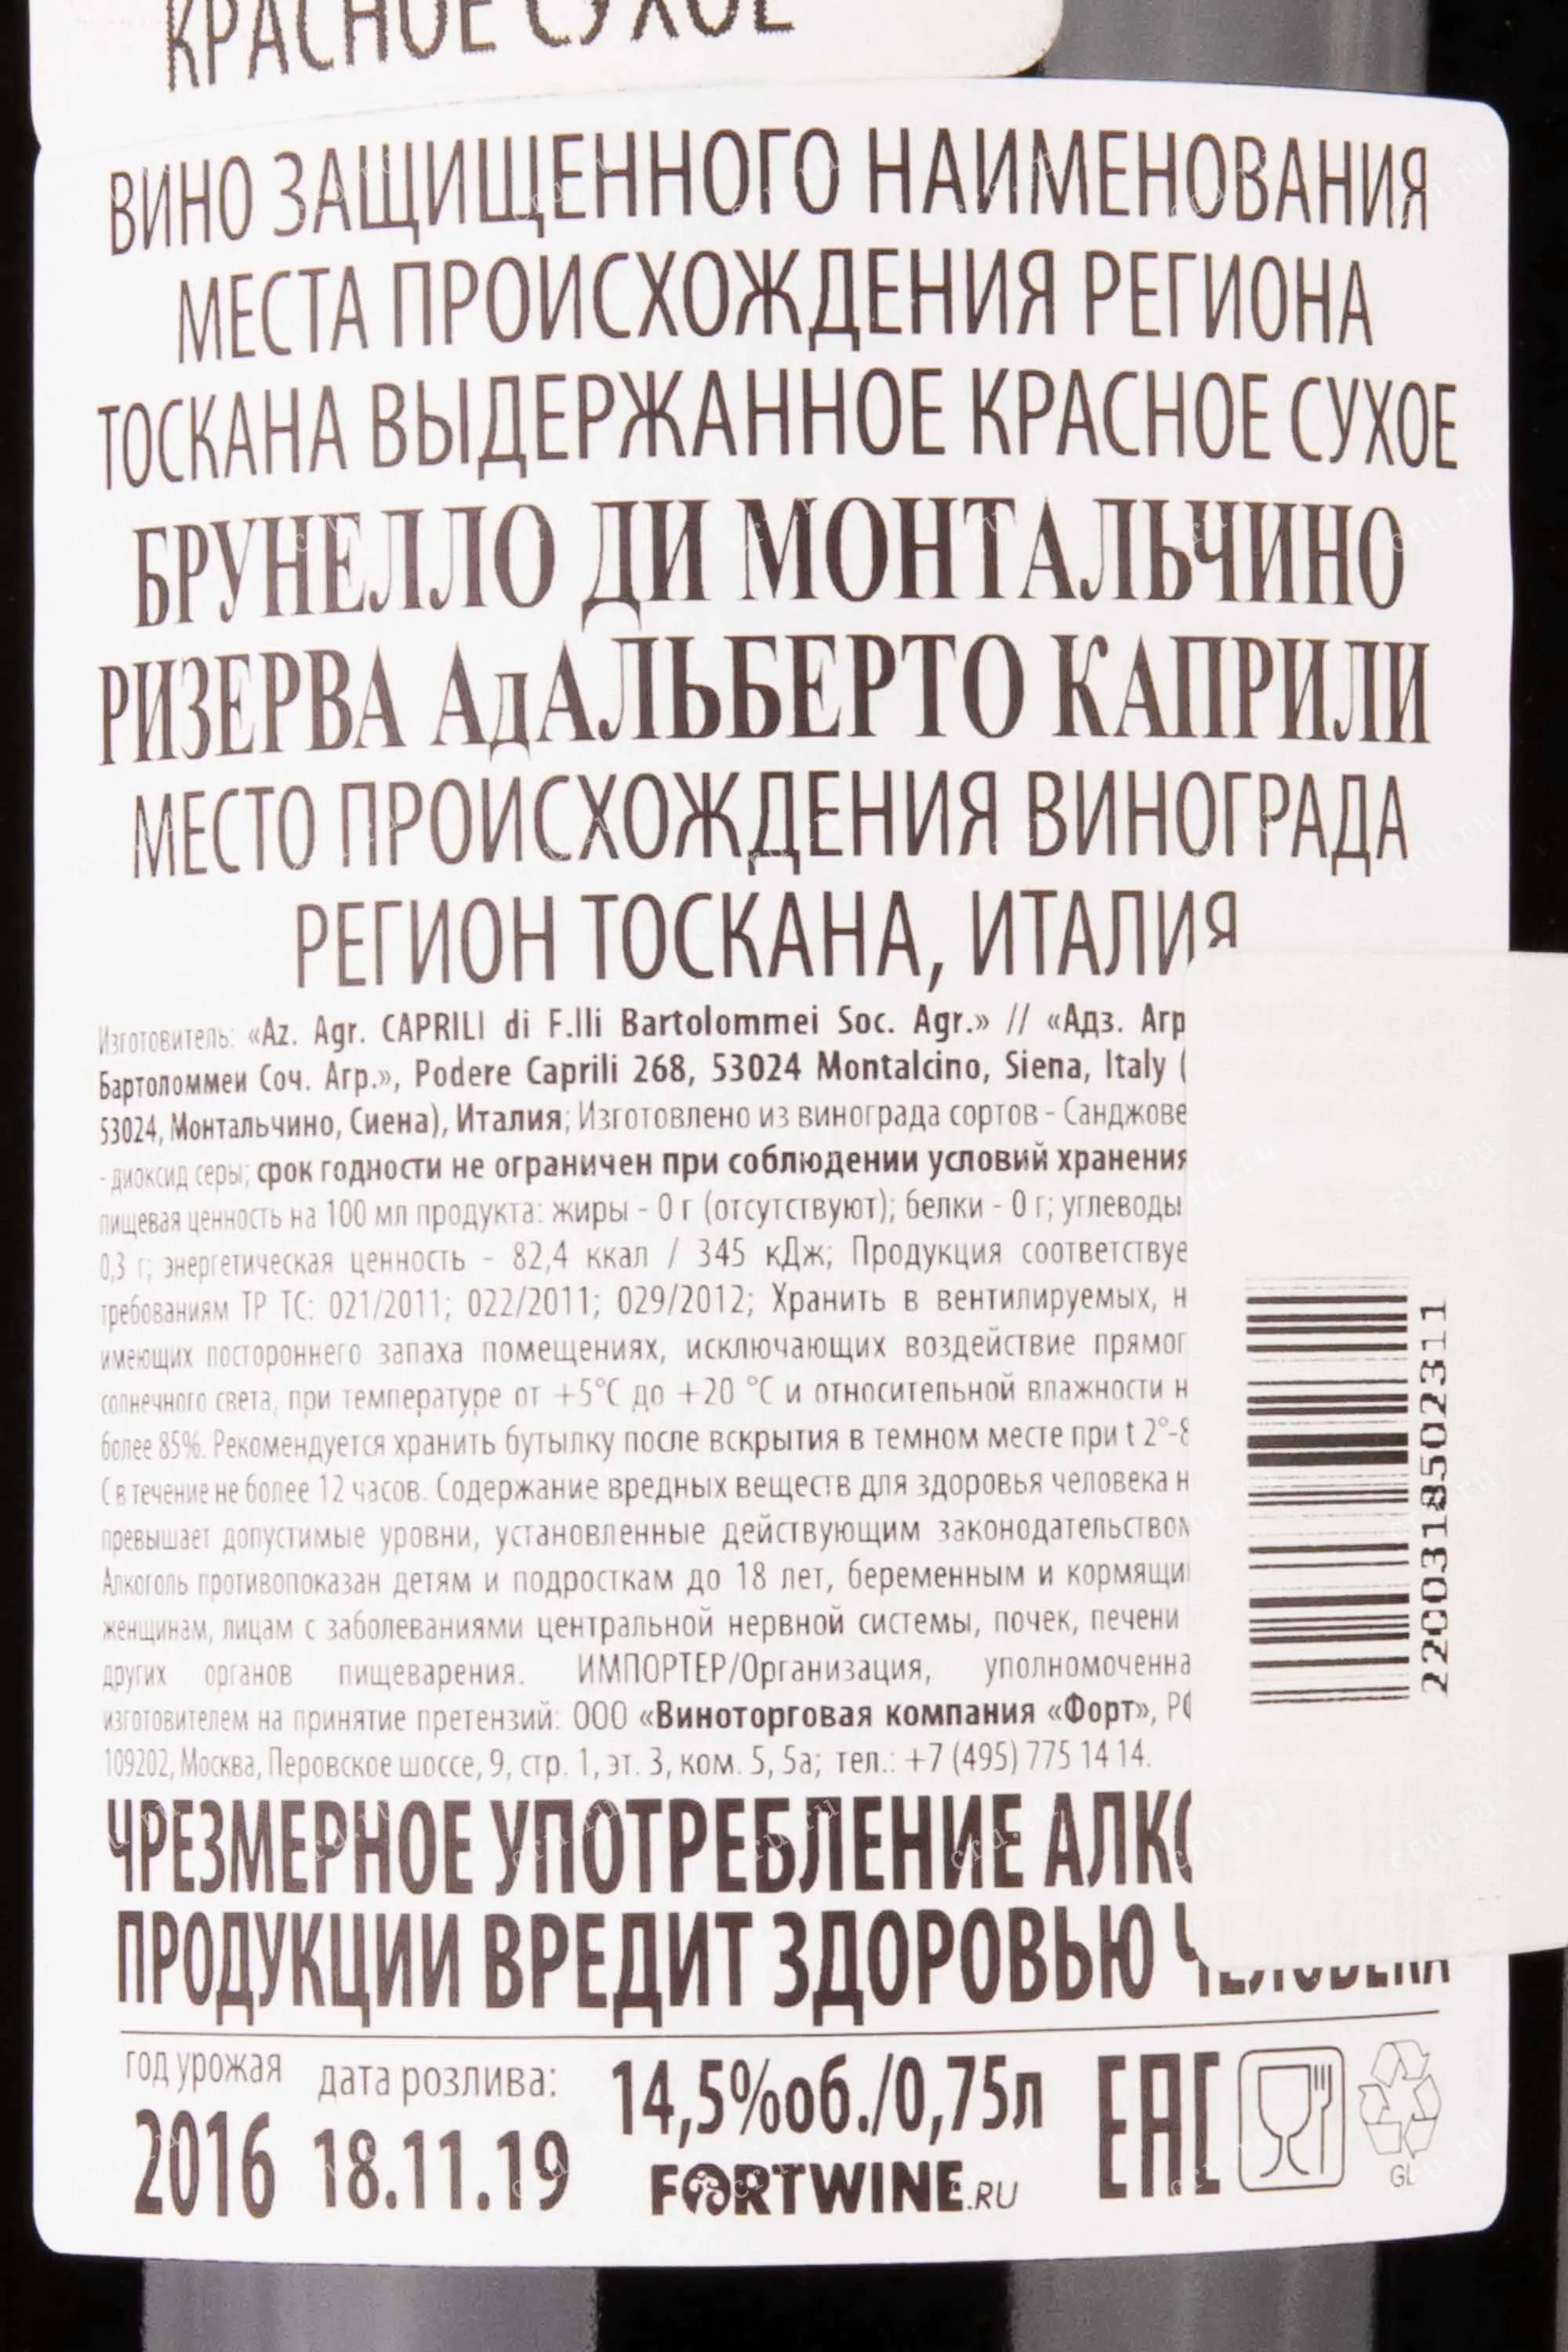 КРАСНОЕ СУХОЕ
ВИНО ЗАЩИЩЕННОГО НАИМЕНОВАНИЯ
МЕСТА ПРОИСХОЖДЕНИЯ РЕГИОНА
ТОСКАНА ВЫДЕРЖАННОЕ КРАСНОЕ СУХОЕ
БРУНЕЛЛО ДИ МОНТАЛЬЧИНО
РИЗЕРВА АдАЛЬБЕРТО КАПРИЛИ
МЕСТО ПРОИСХОЖДЕНИЯ ВИНОГРАДА
РЕГИОН ТОСКАНА, ИТАЛИЯ
Изготовитель: «Az. Agr. CAPRILI di F.lli Bartolommei Soc. Agr.» // «Адз. Агр
Бартоломмеи Соч. Агр.», Podere Caprili 268, 53024 Montalcino, Siena, Italy (
53024, Монтальчино, Сиена), Италия; Изготовлено из винограда сортов - Санджове
- диоксид серы; срок годности не ограничен при соблюдении условий хранения
пищевая ценность на 100 мл продукта: жиры - 0 г (отсутствуют); белки - 0 г; углеводы
0,3 г; энергетическая ценность - 82,4 ккал / 345 кДж; Продукция соответствуе
требованиям ТР ТС: 021/2011; 022/2011; 029/2012; Хранить в вентилируемых, н
имеющих постороннего запаха помещениях, исключающих воздействие прямог
солнечного света, при температуре от +5°С до +20 °С и относительной влажности н
более 85%. Рекомендуется хранить бутылку после вскрытия в темном месте при t 2°-8
С в течение не более 12 часов. Содержание вредных веществ для здоровья человека н
превышает допустимые уровни, установленные действующим законодательством
Алкоголь противопоказан детям и подросткам до 18 лет, беременным и кормящи
женщинам, лицам с заболеваниями центральной нервной системы, почек, печени
других органов пищеварения. ИМПОРТЕР/Организация, уполномоченна
изготовителем на принятие претензий: ООО «Виноторговая компания «Форт», РФ
109202, Москва, Перовское шоссе, 9, стр. 1, эт. 3, ком. 5, 5а; тел.: +7 (495) 775 14 14.
ЧРЕЗМЕРНОЕ УПОТРЕБЛЕНИЕ АЛКО
ПРОДУКЦИИ ВРЕДИТ ЗДОРОВЬЮ ЧЕЛОВЕКА
год урожая
2016
дата розлива:
18.11.19
14,5%об./0,75л
FORTWINE.RU
EAC
GL
2200318502311
cru.ru